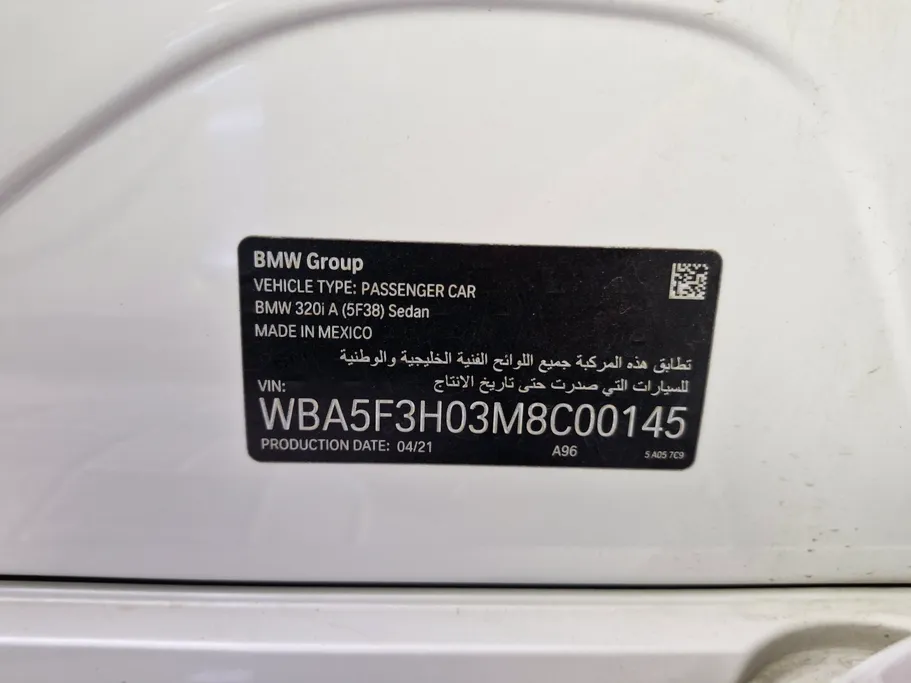 BMW Group
VEHICLE TYPE: PASSENGER CAR
BMW 320i A (5F38) Sedan
MADE IN MEXICO
تطابق هذه المركبة جميع اللوائح الفنية الخليجية والوطنية
للسيارات التي صدرت حتى تاريخ الانتاج
VIN:
WBA5F3H03M8C00145
PRODUCTION DATE: 04/21 A96 5 A05 7C9